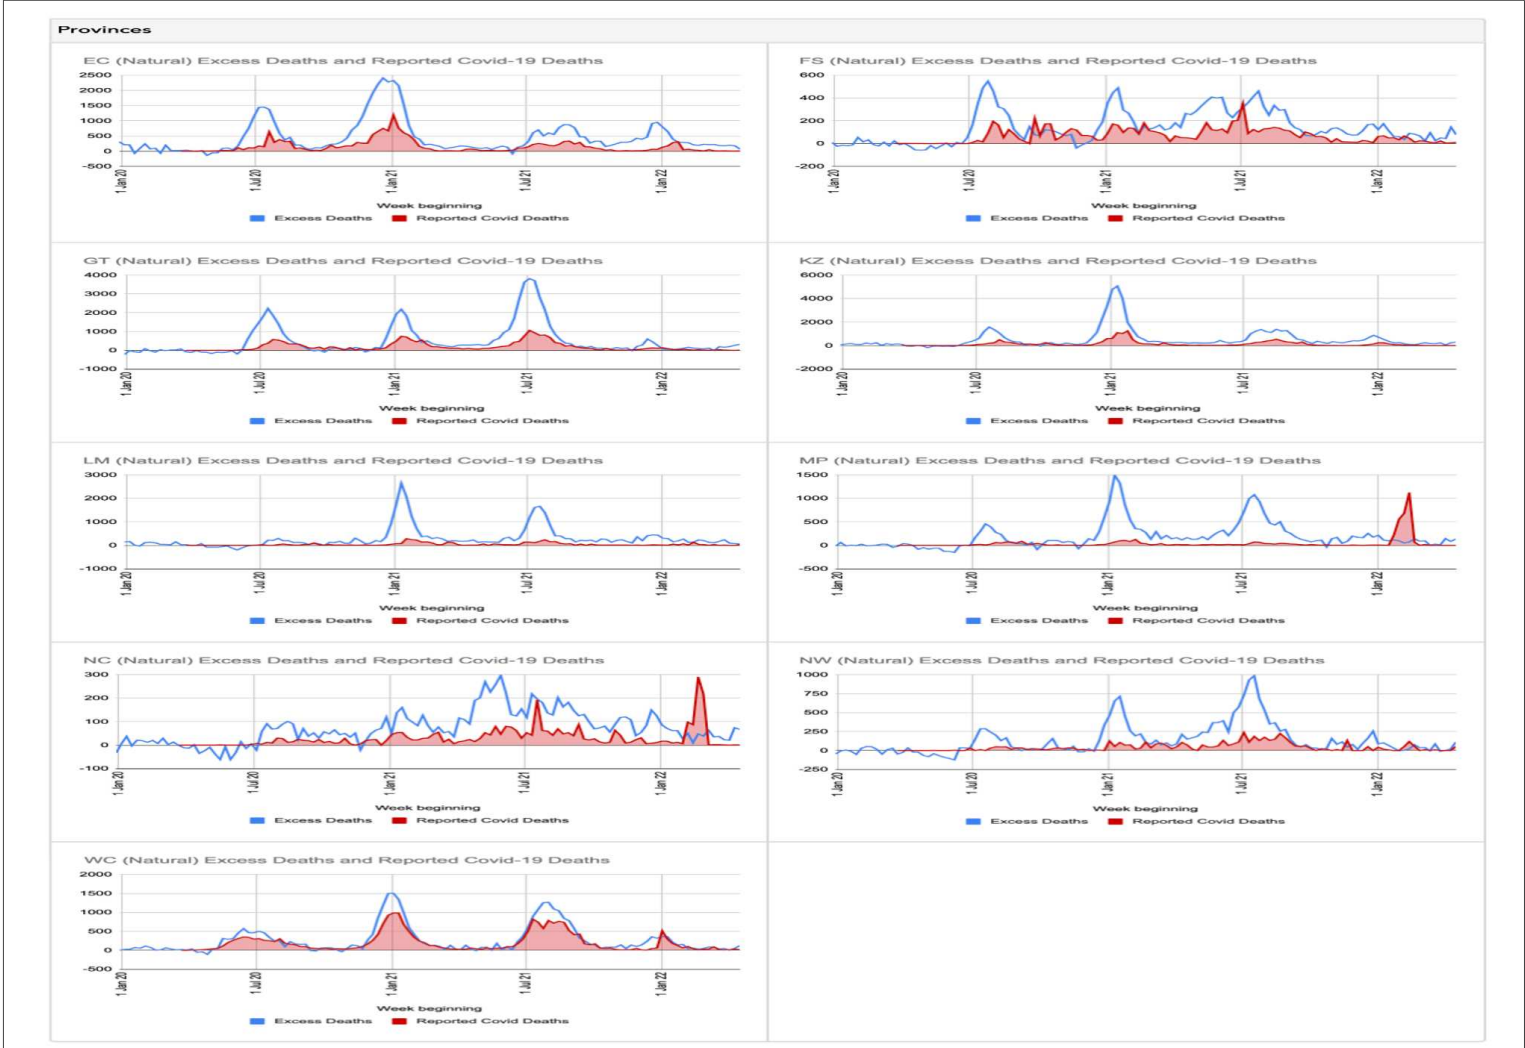 Provinces
EC (Natural) Excess Deaths and Reported Covid-19 Deaths
2500
2000
1500
1000
500
0
-500
1 Jan 20
1 Jul 20
1 Jan 21
1 Jul 21
1 Jan 22
Week beginning
Excess Deaths Reported Covid Deaths
FS (Natural) Excess Deaths and Reported Covid-19 Deaths
600
400
200
0
-200
1 Jan 20
1 Jul 20
1 Jan 21
1 Jul 21
1 Jan 22
Week beginning
Excess Deaths Reported Covid Deaths
GT (Natural) Excess Deaths and Reported Covid-19 Deaths
4000
3000
2000
1000
0
-1000
1 Jan 20
1 Jul 20
1 Jan 21
1 Jul 21
1 Jan 22
Week beginning
Excess Deaths Reported Covid Deaths
KZ (Natural) Excess Deaths and Reported Covid-19 Deaths
6000
4000
2000
0
-2000
1 Jan 20
1 Jul 20
1 Jan 21
1 Jul 21
1 Jan 22
Week beginning
Excess Deaths Reported Covid Deaths
LM (Natural) Excess Deaths and Reported Covid-19 Deaths
3000
2000
1000
0
-1000
1 Jan 20
1 Jul 20
1 Jan 21
1 Jul 21
1 Jan 22
Week beginning
Excess Deaths Reported Covid Deaths
MP (Natural) Excess Deaths and Reported Covid-19 Deaths
1500
1000
500
0
-500
1 Jan 20
1 Jul 20
1 Jan 21
1 Jul 21
1 Jan 22
Week beginning
Excess Deaths Reported Covid Deaths
NC (Natural) Excess Deaths and Reported Covid-19 Deaths
300
200
100
0
-100
1 Jan 20
1 Jul 20
1 Jan 21
1 Jul 21
1 Jan 22
Week beginning
Excess Deaths Reported Covid Deaths
NW (Natural) Excess Deaths and Reported Covid-19 Deaths
1000
750
500
250
0
-250
1 Jan 20
1 Jul 20
1 Jan 21
1 Jul 21
1 Jan 22
Week beginning
Excess Deaths Reported Covid Deaths
WC (Natural) Excess Deaths and Reported Covid-19 Deaths
2000
1500
1000
500
0
-500
1 Jan 20
1 Jul 20
1 Jan 21
1 Jul 21
1 Jan 22
Week beginning
Excess Deaths Reported Covid Deaths